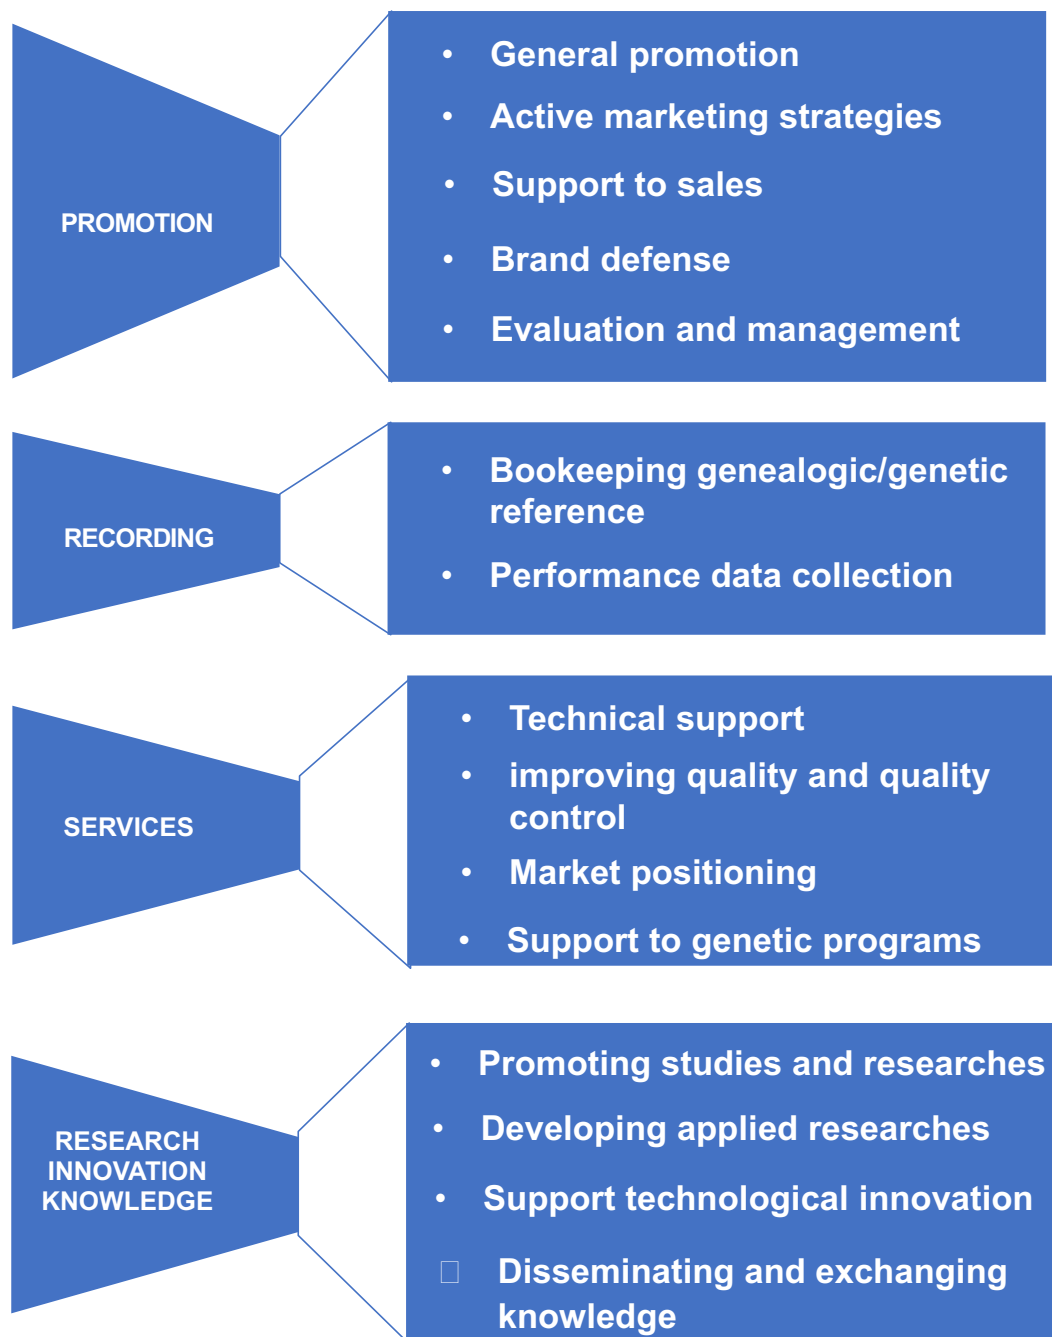 PROMOTION
• General promotion
• Active marketing strategies
• Support to sales
• Brand defense
• Evaluation and management
RECORDING
• Bookeeping genealogic/genetic
reference
• Performance data collection
SERVICES
• Technical support
• improving quality and quality
control
• Market positioning
• Support to genetic programs
RESEARCH
INNOVATION
KNOWLEDGE
• Promoting studies and researches
• Developing applied researches
• Support technological innovation
□ Disseminating and exchanging
knowledge